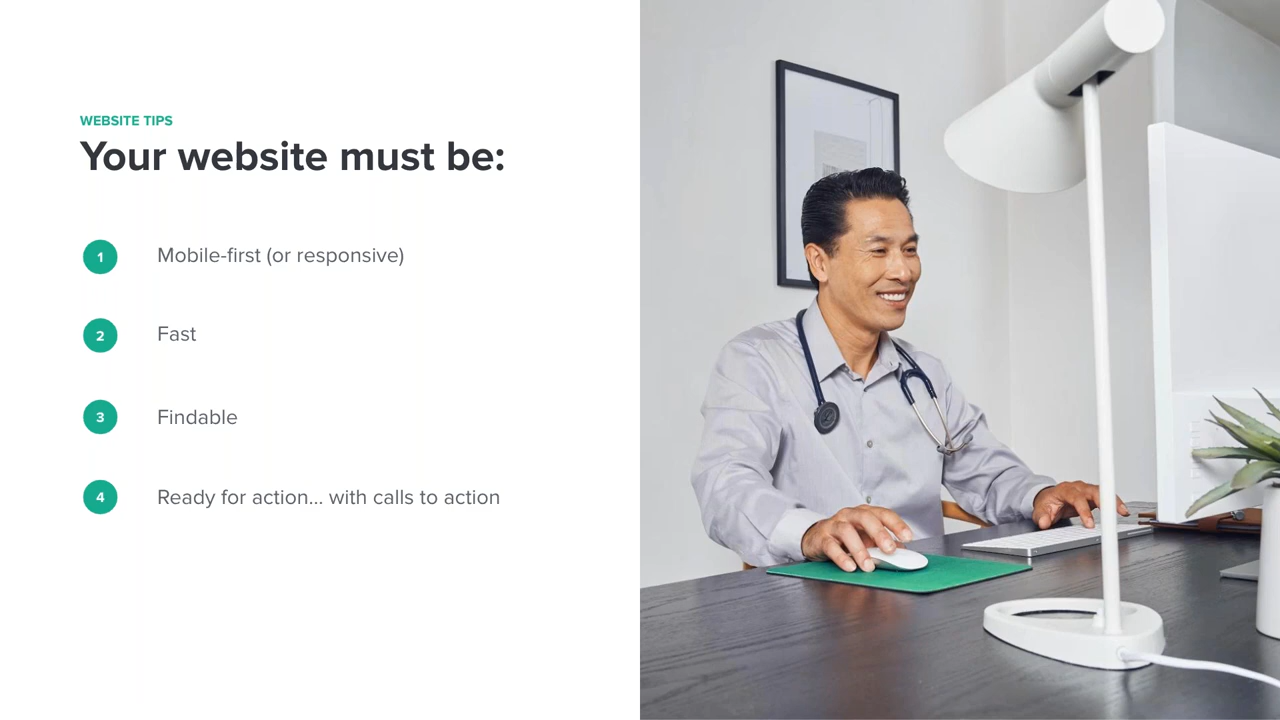 WEBSITE TIPS
Your website must be:
1 Mobile-first (or responsive)
2 Fast
3 Findable
4 Ready for action... with calls to action